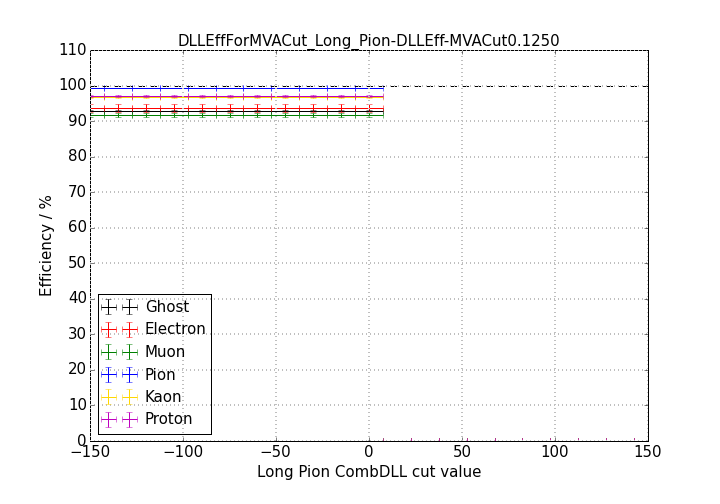 DLLEffForMVACut_Long_Pion-DLLEff-MVACut0.1250
110
100
90
80
70
60
50
40
30
20
10
0
Efficiency / %
Ghost
Electron
Muon
Pion
Kaon
Proton
−150 −100 −50 0 50 100 150
Long Pion CombDLL cut value